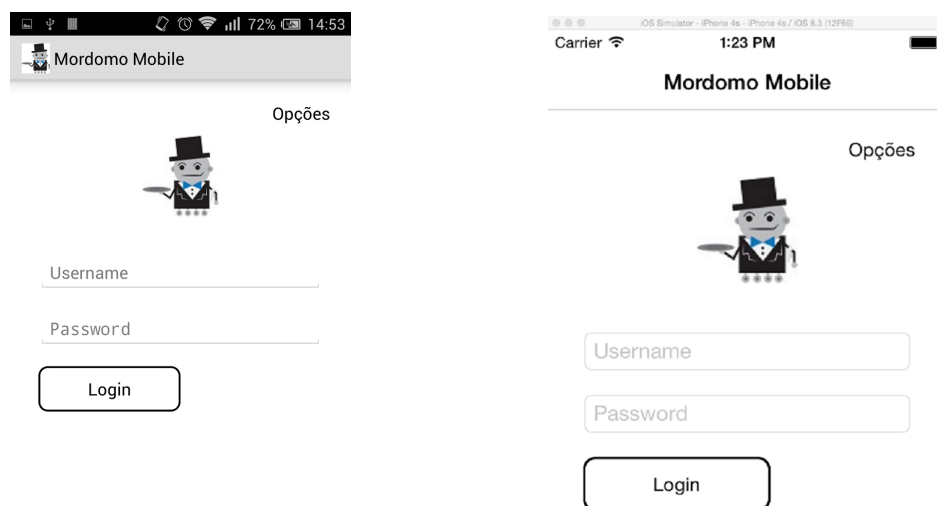 72% 14:53
Mordomo Mobile
Opções
Username
Password
Login
iOS Simulator - iPhone 4s - iPhone 4s / iOS 8.3 (12F69)
Carrier 1:23 PM
Mordomo Mobile
Opções
Username
Password
Login